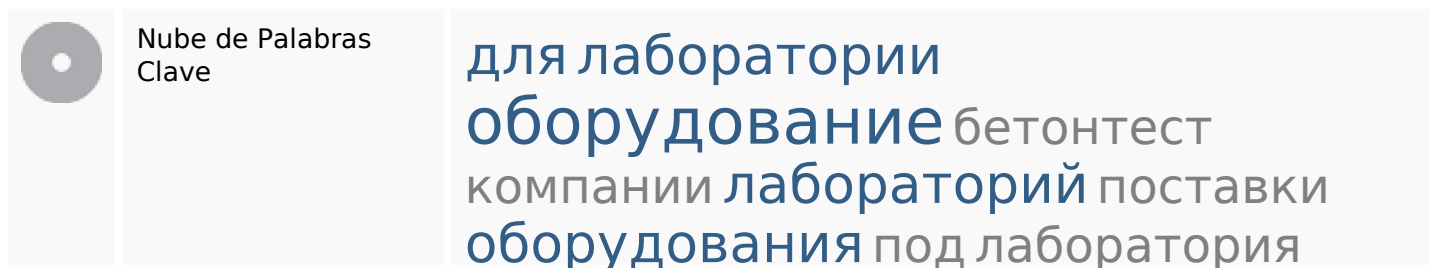 Nube de Palabras
Clave
для лаборатории
оборудование бетонтест
компании лабораторий поставки
оборудования под лаборатория